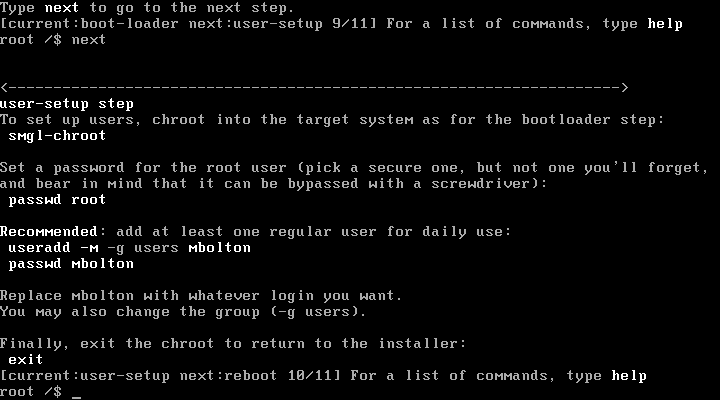 Type next to go to the next step.
[current:boot-loader next:user-setup 9/11] For a list of commands, type help
root /$ next
<-------------------------------------------------------------------->
user-setup step
To set up users, chroot into the target system as for the bootloader step:
smgl-chroot
Set a password for the root user (pick a secure one, but not one you'll forget,
and bear in mind that it can be bypassed with a screwdriver):
passwd root
Recommended: add at least one regular user for daily use:
useradd -m -g users mbolton
passwd mbolton
Replace mbolton with whatever login you want.
You may also change the group (-g users).
Finally, exit the chroot to return to the installer:
exit
[current:user-setup next:reboot 10/11] For a list of commands, type help
root /$ _